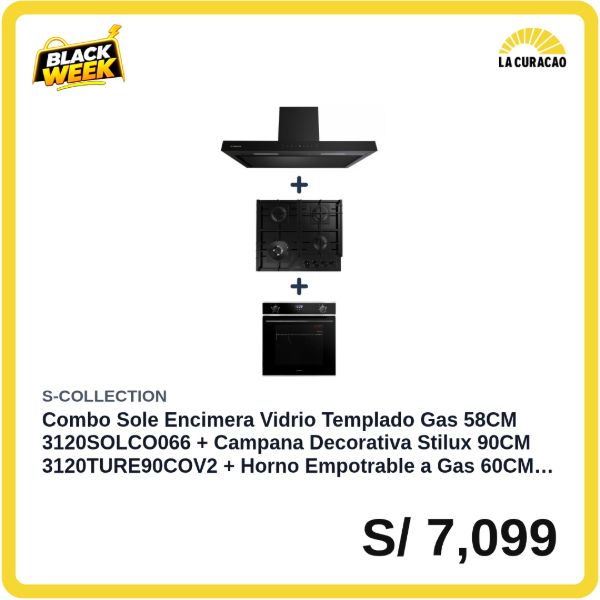 BLACK
WEEK
LA CURACAO
+
+
S-COLLECTION
Combo Sole Encimera Vidrio Templado Gas 58CM
3120SOLCO066 + Campana Decorativa Stilux 90CM
3120TURE90COV2 + Horno Empotrable a Gas 60CM…
S/ 7,099